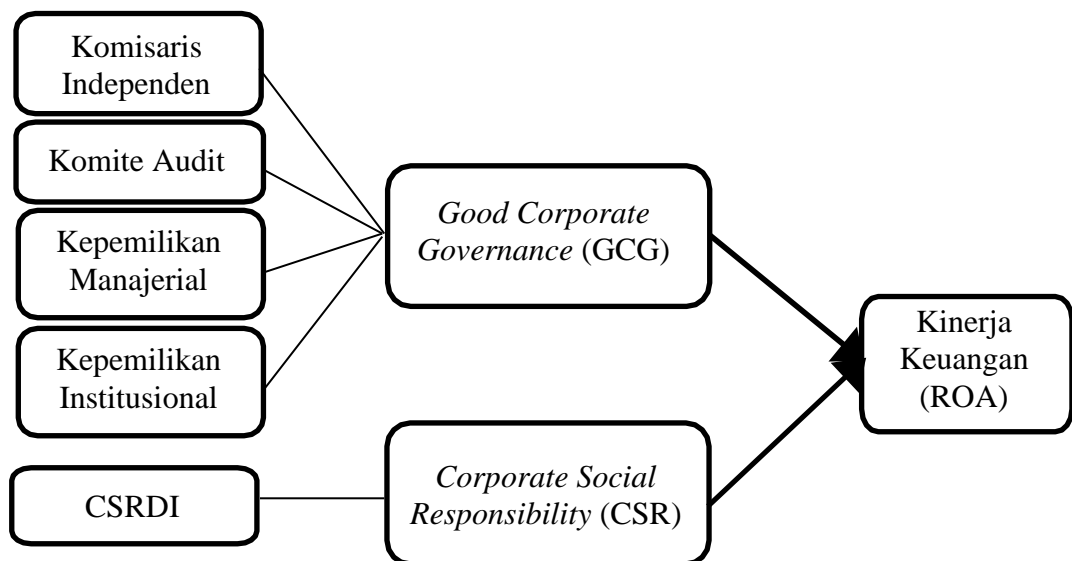 Komisaris
Independen
Komite Audit
Kepemilikan
Manajerial
Kepemilikan
Institusional
CSRDI
Good Corporate
Governance (GCG)
Corporate Social
Responsibility (CSR)
Kinerja
Keuangan
(ROA)